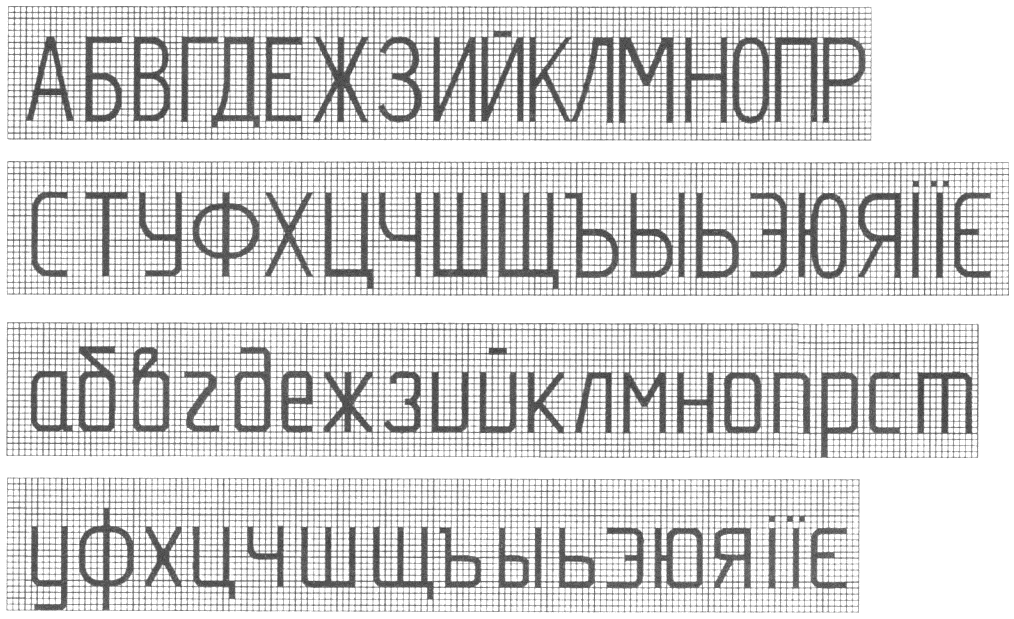 АБВГДЕЖЗИЙКЛМНОПР
СТУФХЦЧШЩЪЫЬЭЮЯІЇЄ
абвгдежзийклмнопрст
уфхцчшщъыьэюяіїє